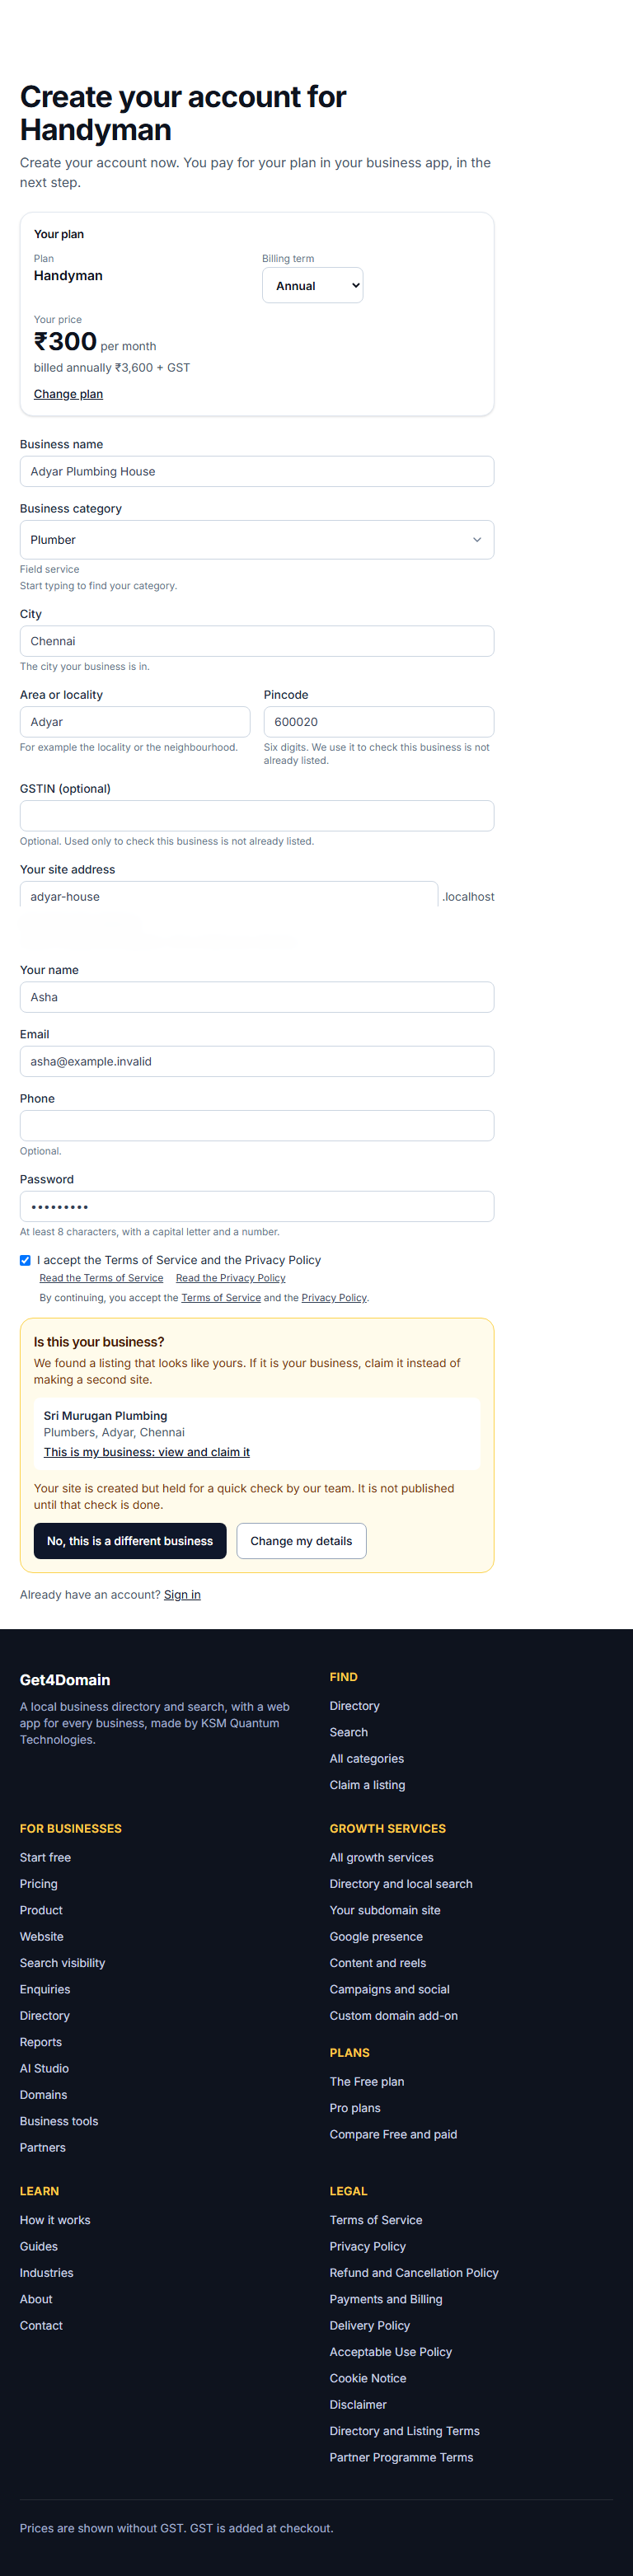 Create your account for
Handyman
Create your account now. You pay for your plan in your business app, in the
next step.
Your plan
Plan
Handyman
Billing term
Annual
Your price
₹300 per month
billed annually ₹3,600 + GST
Change plan
Business name
Adyar Plumbing House
Business category
Plumber
Field service
Start typing to find your category.
City
Chennai
The city your business is in.
Area or locality
Adyar
For example the locality or the neighbourhood.
Pincode
600020
Six digits. We use it to check this business is not
already listed.
GSTIN (optional)
Optional. Used only to check this business is not already listed.
Your site address
adyar-house
.localhost
Your name
Asha
Email
asha@example.invalid
Phone
Optional.
Password
•••••••••
At least 8 characters, with a capital letter and a number.
I accept the Terms of Service and the Privacy Policy
Read the Terms of Service Read the Privacy Policy
By continuing, you accept the Terms of Service and the Privacy Policy.
Is this your business?
We found a listing that looks like yours. If it is your business, claim it instead of
making a second site.
Sri Murugan Plumbing
Plumbers, Adyar, Chennai
This is my business: view and claim it
Your site is created but held for a quick check by our team. It is not published
until that check is done.
No, this is a different business
Change my details
Already have an account? Sign in
Get4Domain
A local business directory and search, with a web
app for every business, made by KSM Quantum
Technologies.
FIND
Directory
Search
All categories
Claim a listing
FOR BUSINESSES
Start free
Pricing
Product
Website
Search visibility
Enquiries
Directory
Reports
AI Studio
Domains
Business tools
Partners
GROWTH SERVICES
All growth services
Directory and local search
Your subdomain site
Google presence
Content and reels
Campaigns and social
Custom domain add-on
PLANS
The Free plan
Pro plans
Compare Free and paid
LEARN
How it works
Guides
Industries
About
Contact
LEGAL
Terms of Service
Privacy Policy
Refund and Cancellation Policy
Payments and Billing
Delivery Policy
Acceptable Use Policy
Cookie Notice
Disclaimer
Directory and Listing Terms
Partner Programme Terms
Prices are shown without GST. GST is added at checkout.